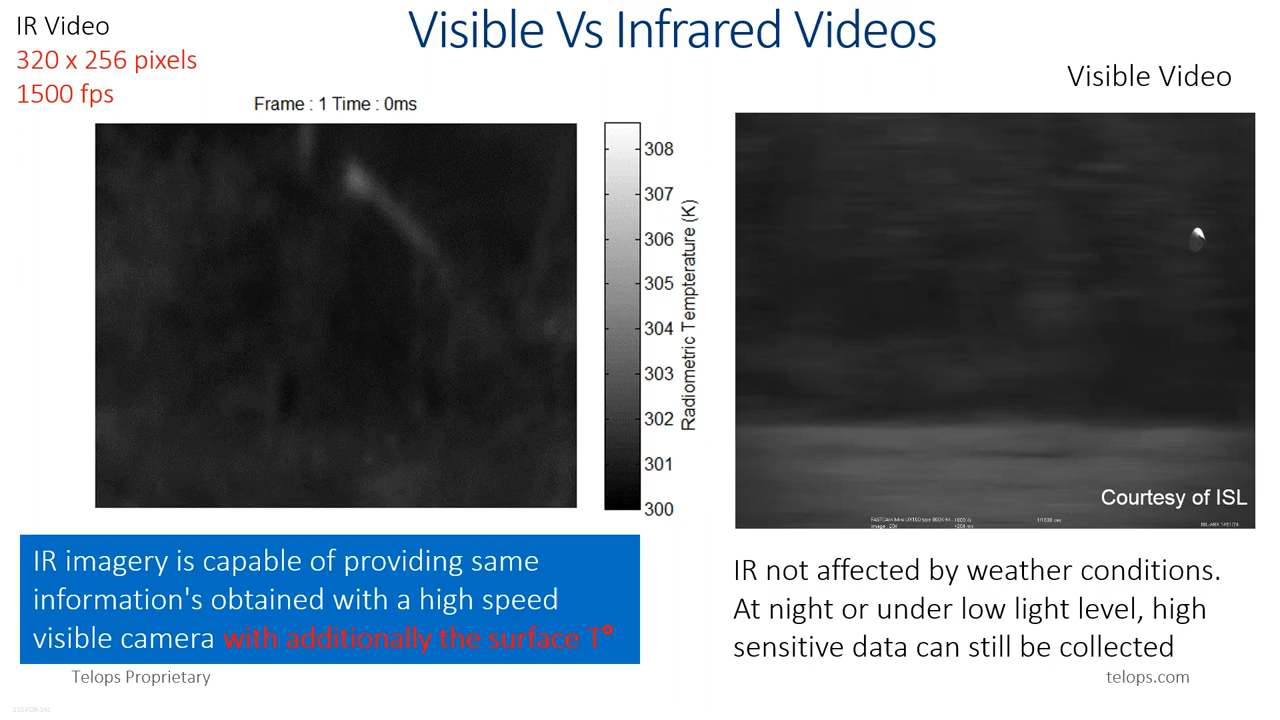 IR Video
320 x 256 pixels
1500 fps
Visible Vs Infrared Videos
Visible Video
Frame : 1 Time : 0ms
308
307
306
305
304
303
302
301
300
Radiometric Tempterature (K)
Courtesy of ISL
IR imagery is capable of providing same
information's obtained with a high speed
visible camera with additionally the surface T°
IR not affected by weather conditions.
At night or under low light level, high
sensitive data can still be collected
Telops Proprietary
telops.com